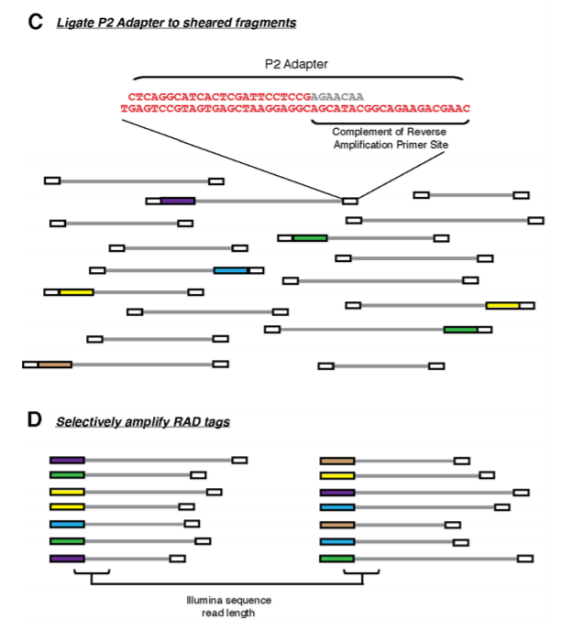 C Ligate P2 Adapter to sheared fragments
P2 Adapter
CTCAGGCATCACTCGATTCCTCCGAGAACAA
TGAGTCCGTAGTGAGCTAAGGAGGCAGCATACGGCAGAAGACGAAC
Complement of Reverse
Amplification Primer Site
D Selectively amplify RAD tags
Illumina sequence
read length